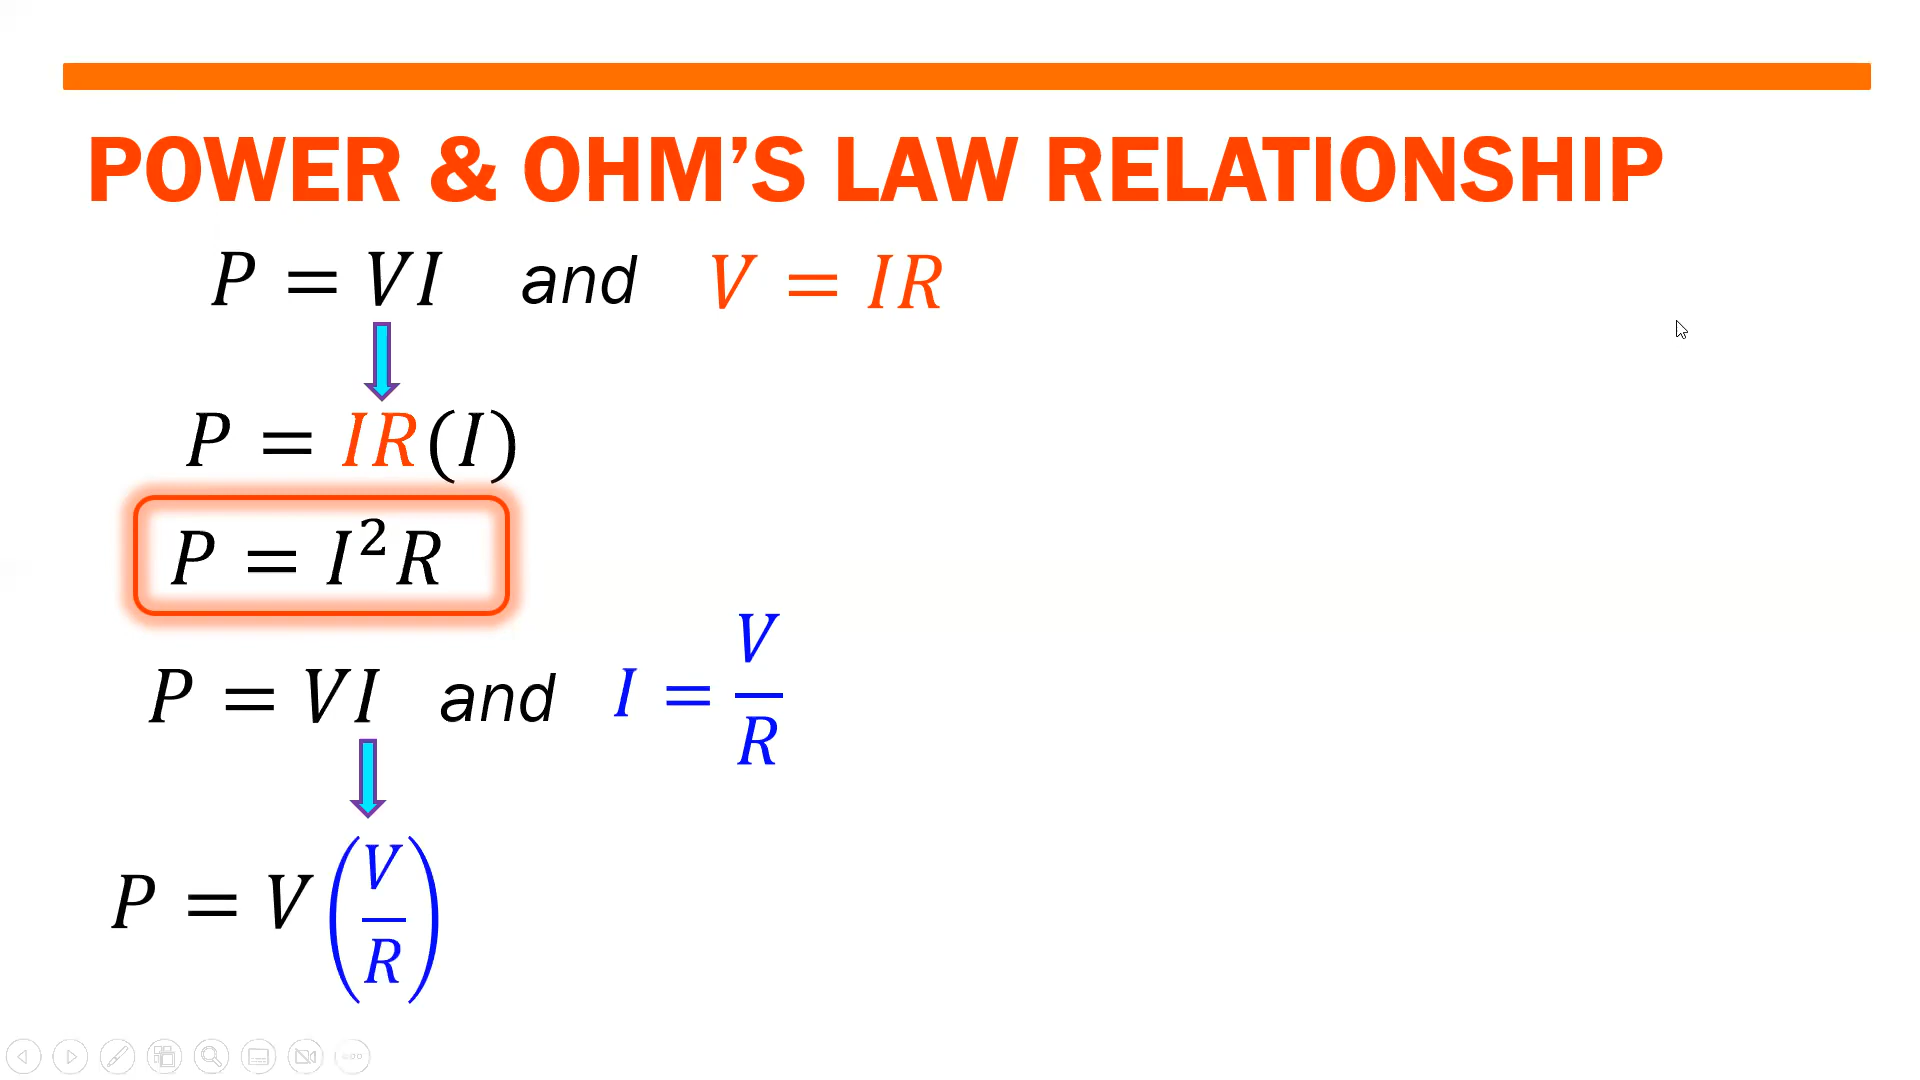 POWER & OHM’S LAW RELATIONSHIP
P = VI and V = IR
P = IR(I)
P = I²R
P = VI and I = V/R
P = V(V/R)